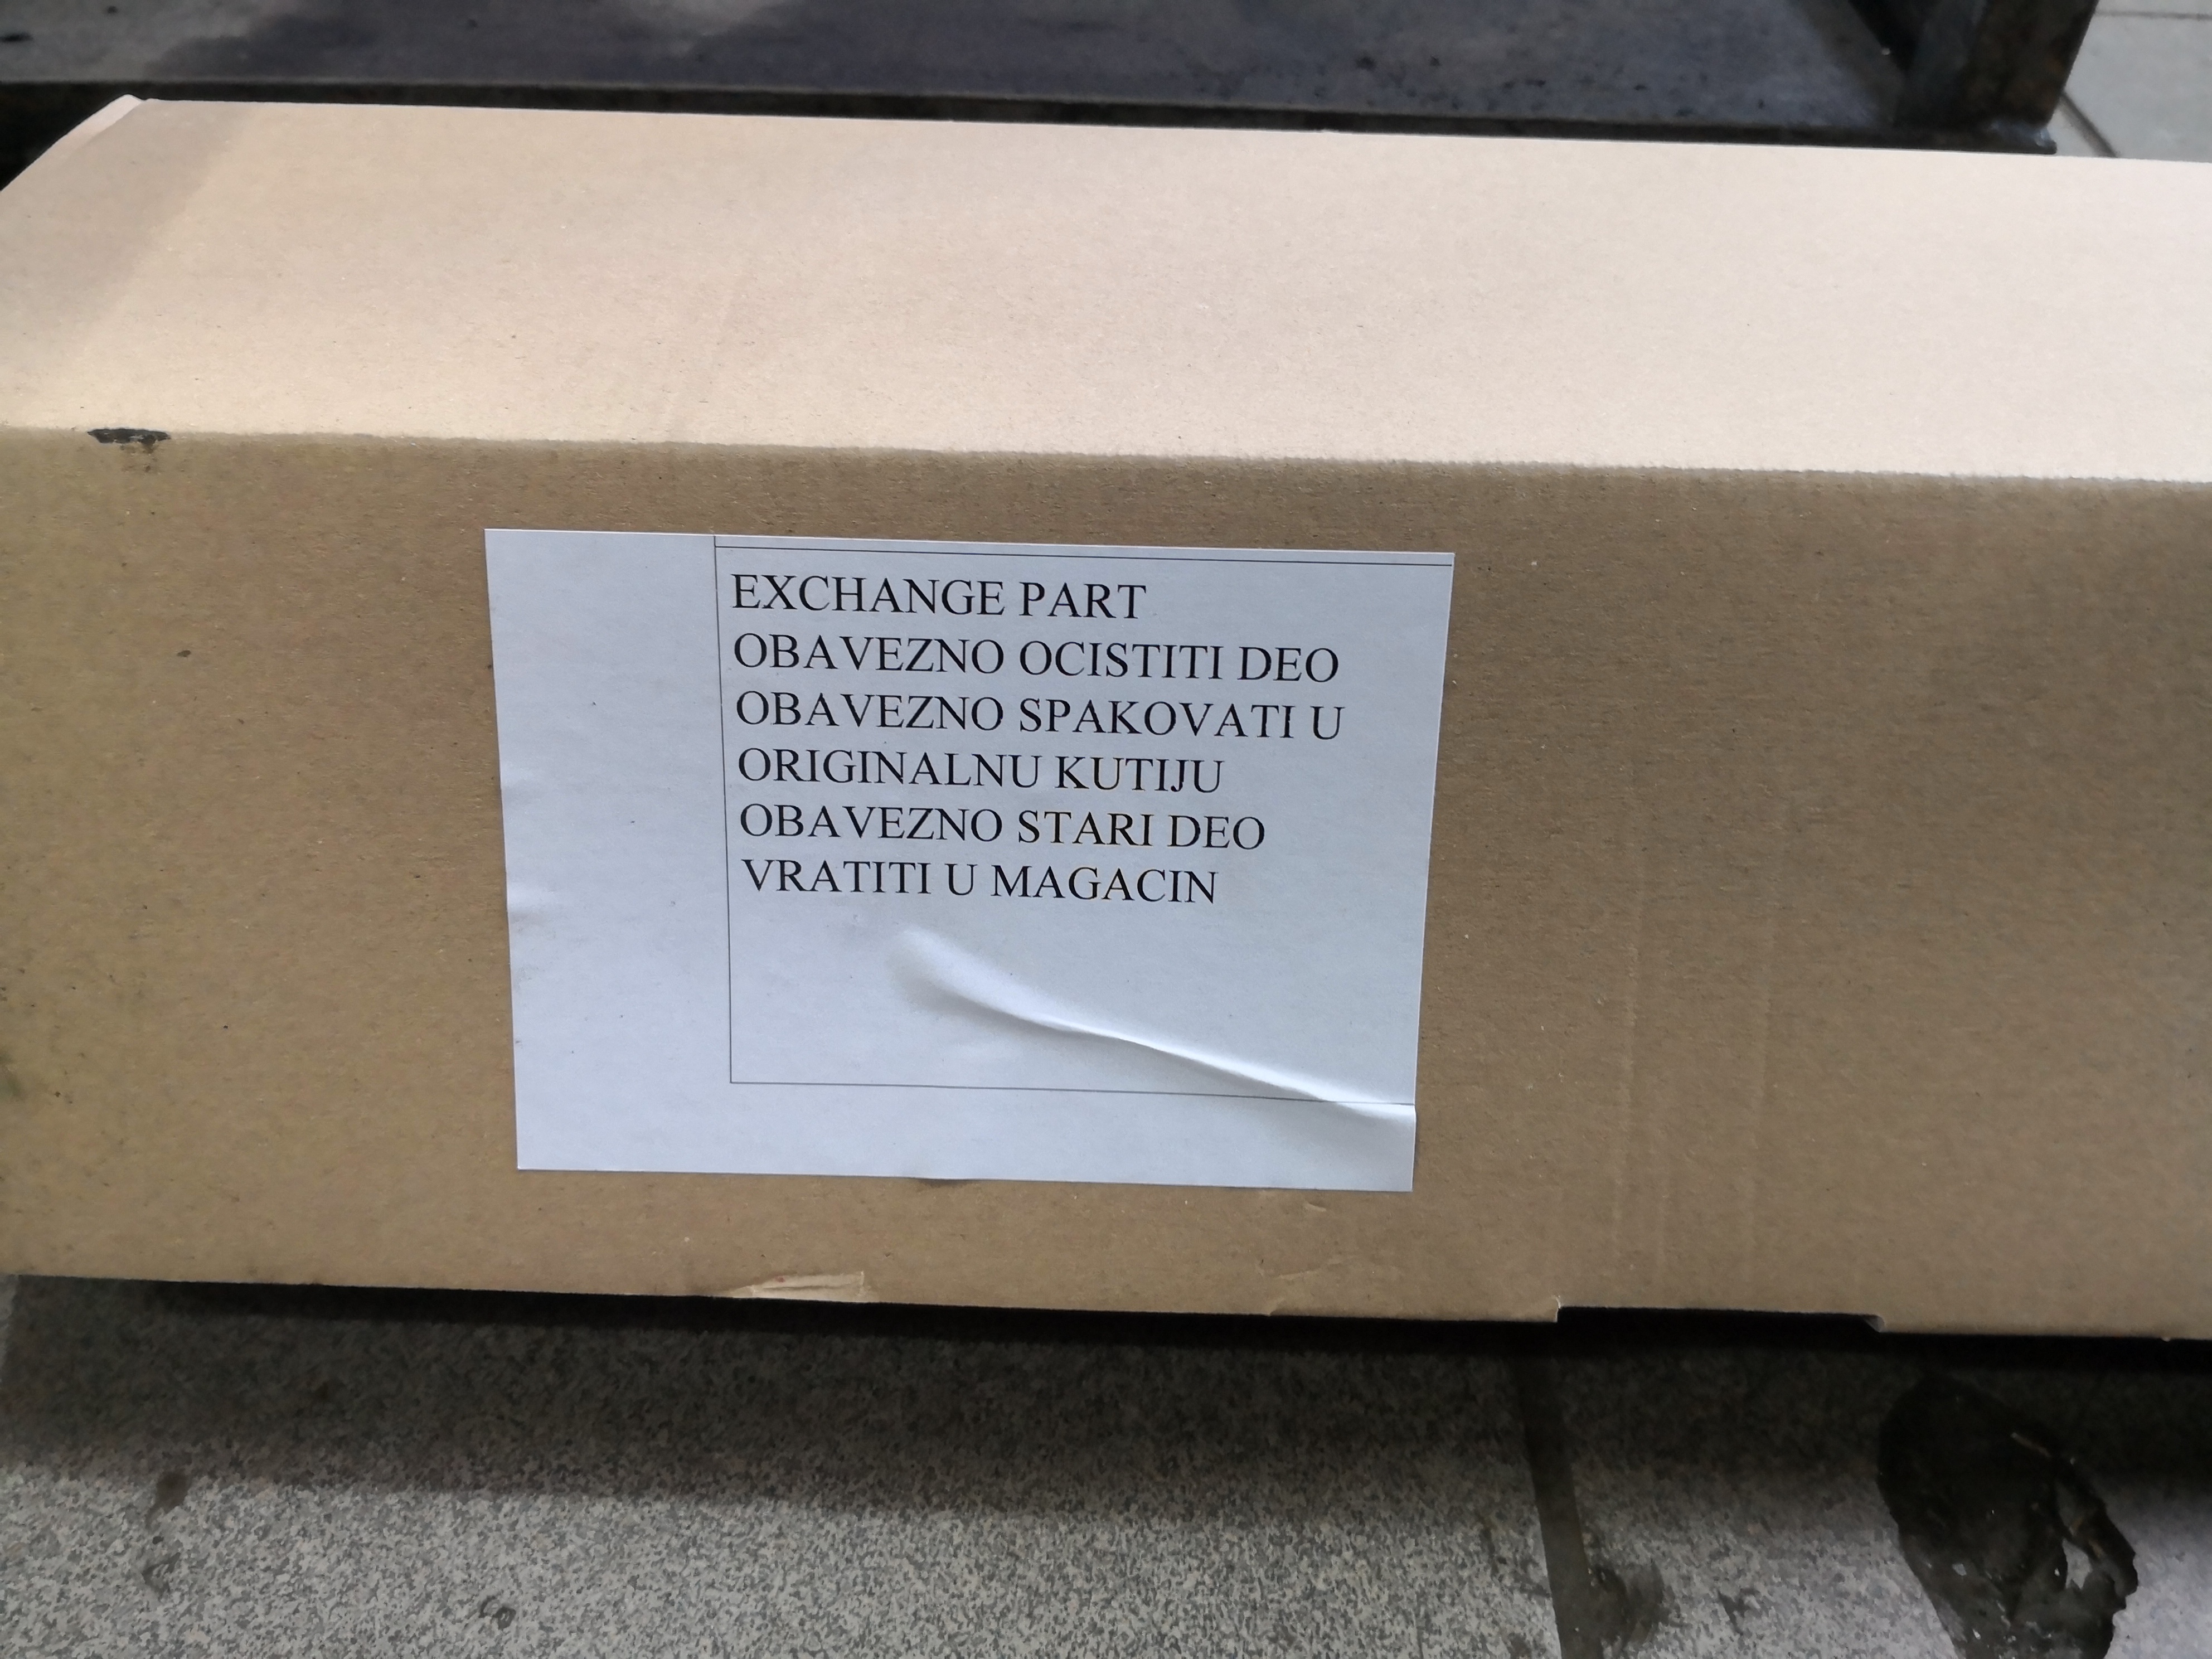 EXCHANGE PART
OBAVEZNO OCISTITI DEO
OBAVEZNO SPAKOVATI U
ORIGINALNU KUTIJU
OBAVEZNO STARI DEO
VRATITI U MAGACIN